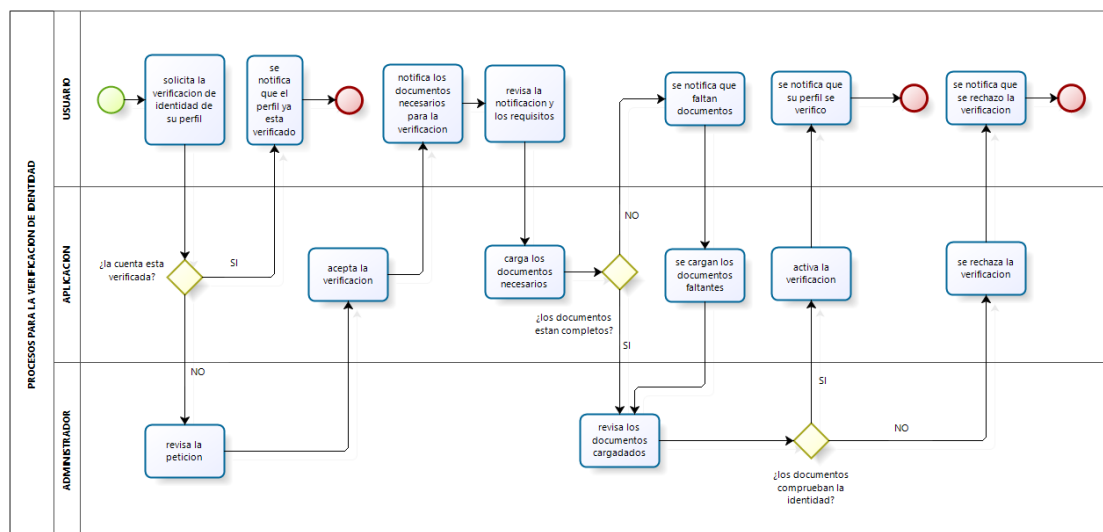 PROCESOS PARA LA VERIFICACION DE IDENTIDAD
USUARIO
solicita la
verificacion de
identidad de
su perfil
se
notifica
que el
perfil ya
esta
verificado
notifica los
documentos
necesarios
para la
verificacion
revisa la
notificacion y
los requisitos
se notifica que
faltan
documentos
se notifica que
su perfil se
verifico
se notifica que
se rechazo la
verificacion
APLICACION
¿la cuenta esta
verificada?
SI
acepta la
verificacion
carga los
documentos
necesarios
NO
¿los documentos
estan completos?
SI
se cargan los
documentos
faltantes
activa la
verificacion
se rechaza la
verificacion
ADMINISTRADOR
NO
revisa la
peticion
revisa los
documentos
cargadados
SI
NO
¿los documentos
comprueban la
identidad?